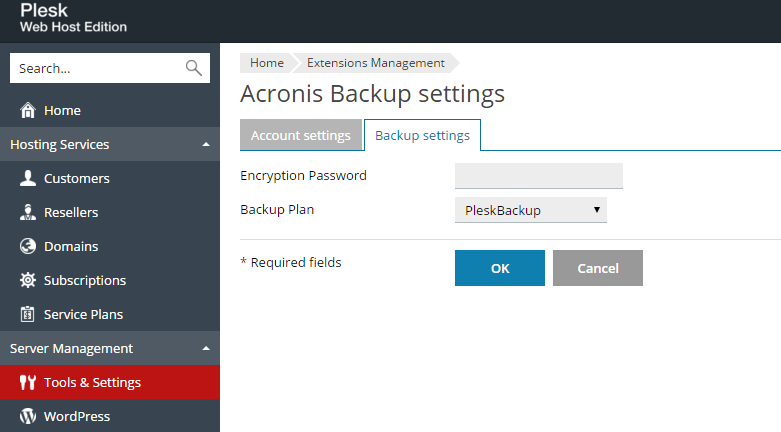 Plesk
Web Host Edition
Search...
Home
Hosting Services
Customers
Resellers
Domains
Subscriptions
Service Plans
Server Management
Tools & Settings
WordPress
Home
Extensions Management
Acronis Backup settings
Account settings
Backup settings
Encryption Password
Backup Plan
PleskBackup
* Required fields
OK
Cancel